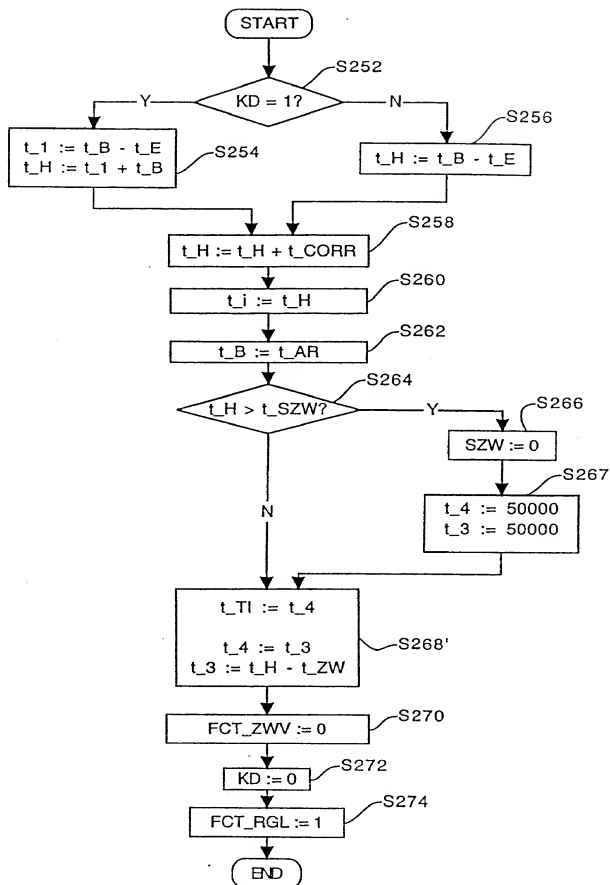 START
S252
KD = 1?
Y
N
S256
t_1 := t_B - t_E
t_H := t_1 + t_B
S254
t_H := t_B - t_E
S258
t_H := t_H + t_CORR
S260
t_i := t_H
S262
t_B := t_AR
S264
t_H > t_SZW?
Y
S266
SZW := 0
S267
N
t_4 := 50000
t_3 := 50000
t_TI := t_4
t_4 := t_3
t_3 := t_H - t_ZW
S268'
S270
FCT_ZWV := 0
S272
KD := 0
S274
FCT_RGL := 1
END